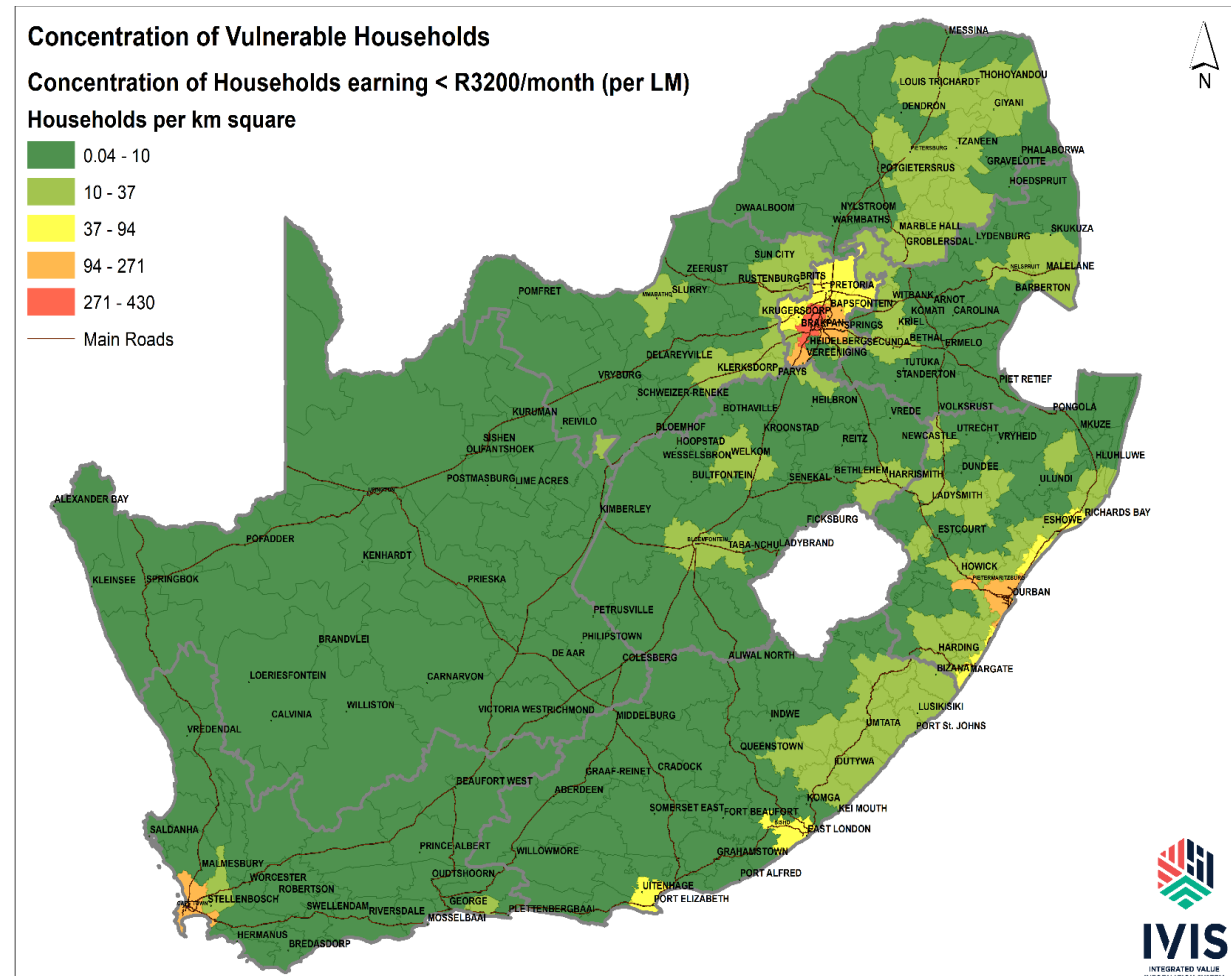 Concentration of Vulnerable Households
Concentration of Households earning < R3200/month (per LM)
Households per km square
0.04 - 10
10 - 37
37 - 94
94 - 271
271 - 430
Main Roads
N
MESSINA
LOUIS TRICHARDT
THOHOYANDOU
DENDRON
GIYANI
PIETERSBURG
TZANEEN
PHALABORWA
GRAVELOTTE
POTGIETERSRUS
HOEDSPRUIT
DWAALBOOM
NYLSTROOM
WARMBATHS
MARBLE HALL
GROBLERSDAL
LYDENBURG
SKUKUZA
SUN CITY
ZEERUST
RUSTENBURG
BRITS
PRETORIA
NELSPRUIT
MALELANE
BARBERTON
POMFRET
SLURRY
WITBANK
ARNOT
BAPSFONTEIN
KRUGERSDORP
KOMATI
CAROLINA
BRAKPAN
SPRINGS
KRIEL
HEIDELBERG
SECUNDA
BETHAL
ERMELO
VEREENIGING
DELAREYVILLE
KLERKSDORP
PARYS
TUTUKA
STANDERTON
PIET RETIEF
VRYBURG
SCHWEIZER-RENEKE
HEILBRON
BOTHAVILLE
VREDE
VOLKSRUST
PONGOLA
KURUMAN
REIVILO
BLOEMHOF
KROONSTAD
NEWCASTLE
UTRECHT
VRYHEID
MKUZE
SISHEN
OLIFANTSHOEK
HOOPSTAD
WESSELSBRON
WELKOM
REITZ
HLUHLUWE
POSTMASBURG
LIME ACRES
BULTFONTEIN
SENEKAL
BETHLEHEM
HARRISMITH
DUNDEE
ULUNDI
ALEXANDER BAY
LADYSMITH
KIMBERLEY
FICKSBURG
ESTCOURT
ESHOWE
RICHARDS BAY
POFADDER
BLOEMFONTEIN
TABA-NCHU
LADYBRAND
KENHARDT
HOWICK
KLEINSEE
SPRINGBOK
PRIESKA
PIETERMARITZBURG
DURBAN
PETRUSVILLE
BRANDVLEI
PHILIPSTOWN
DE AAR
COLESBERG
ALIWAL NORTH
HARDING
BIZANA
MARGATE
LOERIESFONTEIN
CARNARVON
CALVINIA
WILLISTON
VICTORIA WEST
RICHMOND
MIDDELBURG
INDWE
LUSIKISIKI
UMTATA
PORT St. JOHNS
VREDENDAL
QUEENSTOWN
IDUTYWA
BEAUFORT WEST
GRAAF-REINET
CRADOCK
ABERDEEN
KOMGA
KEI MOUTH
SOMERSET EAST
FORT BEAUFORT
EAST LONDON
SALDANHA
PRINCE ALBERT
WILLOWMORE
GRAHAMSTOWN
MALMESBURY
WORCESTER
OUDTSHOORN
PORT ALFRED
ROBERTSON
UITENHAGE
STELLENBOSCH
SWELLENDAM
RIVERSDALE
GEORGE
MOSSELBAAI
PLETTENBERGBAAI
PORT ELIZABETH
HERMANUS
BREDASDORP
IVIS
INTEGRATED VALUE